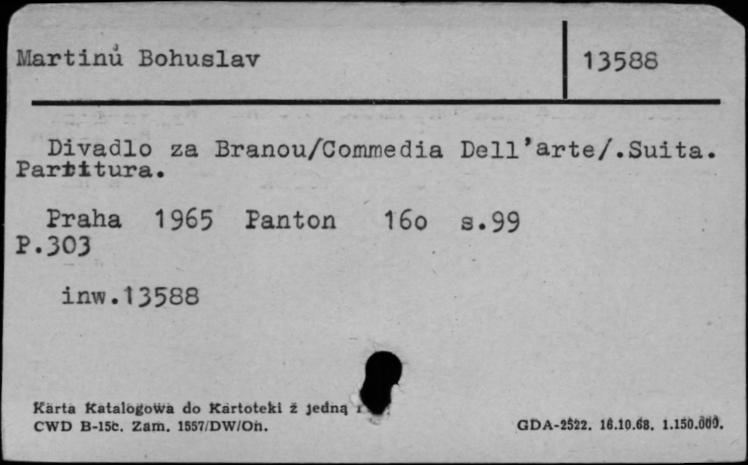 Martinů Bohuslav 13588
Divadlo za Branou/Commedia Dell'arte/.Suita.
Partitura.
Praha 1965 Panton 16o s.99
P.303
inw.13588
Karta Katalogowa do Kartoteki z jedną
CWD B-15c. Zam. 1557/DW/On. GDA-2522. 16.10.68. 1.150.000.